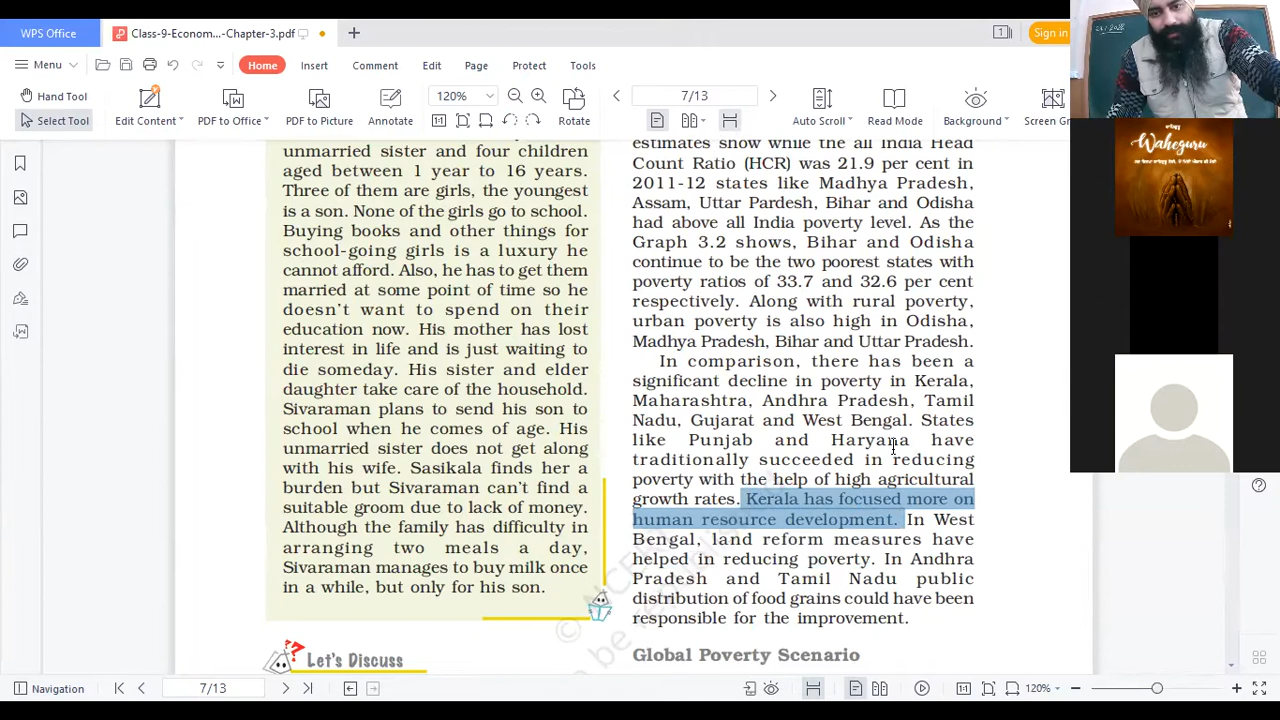 WPS Office
Class-9-Econom...-Chapter-3.pdf
Sign in
Menu
Home
Insert
Comment
Edit
Page
Protect
Tools
Hand Tool
Select Tool
Edit Content
PDF to Office
PDF to Picture
Annotate
120%
Rotate
7/13
Auto Scroll
Read Mode
Background
Screen Gr
unmarried sister and four children
aged between 1 year to 16 years.
Three of them are girls, the youngest
is a son. None of the girls go to school.
Buying books and other things for
school-going girls is a luxury he
cannot afford. Also, he has to get them
married at some point of time so he
doesn't want to spend on their
education now. His mother has lost
interest in life and is just waiting to
die someday. His sister and elder
daughter take care of the household.
Sivaraman plans to send his son to
school when he comes of age. His
unmarried sister does not get along
with his wife. Sasikala finds her a
burden but Sivaraman can't find a
suitable groom due to lack of money.
Although the family has difficulty in
arranging two meals a day,
Sivaraman manages to buy milk once
in a while, but only for his son.
Let's Discuss
estimates show while the all India Head
Count Ratio (HCR) was 21.9 per cent in
2011-12 states like Madhya Pradesh,
Assam, Uttar Pardesh, Bihar and Odisha
had above all India poverty level. As the
Graph 3.2 shows, Bihar and Odisha
continue to be the two poorest states with
poverty ratios of 33.7 and 32.6 per cent
respectively. Along with rural poverty,
urban poverty is also high in Odisha,
Madhya Pradesh, Bihar and Uttar Pradesh.
In comparison, there has been a
significant decline in poverty in Kerala,
Maharashtra, Andhra Pradesh, Tamil
Nadu, Gujarat and West Bengal. States
like Punjab and Haryana have
traditionally succeeded in reducing
poverty with the help of high agricultural
growth rates. Kerala has focused more on
human resource development. In West
Bengal, land reform measures have
helped in reducing poverty. In Andhra
Pradesh and Tamil Nadu public
distribution of food grains could have been
responsible for the improvement.
Global Poverty Scenario
Waheguru
Navigation
7/13
120%